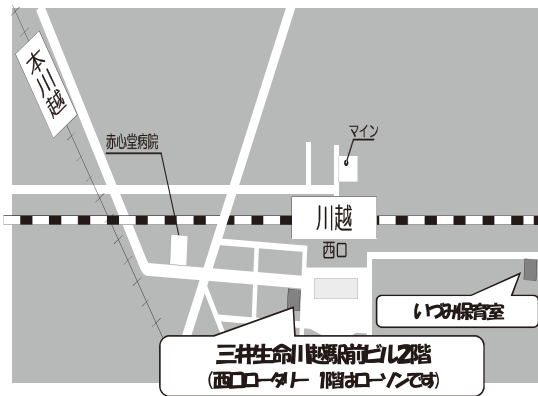 本川越
赤心堂病院
マイン
川越
西口
いづみ保育室
三井生命川越駅前ビル2階
(西口ロータリー 1階はローソンです)